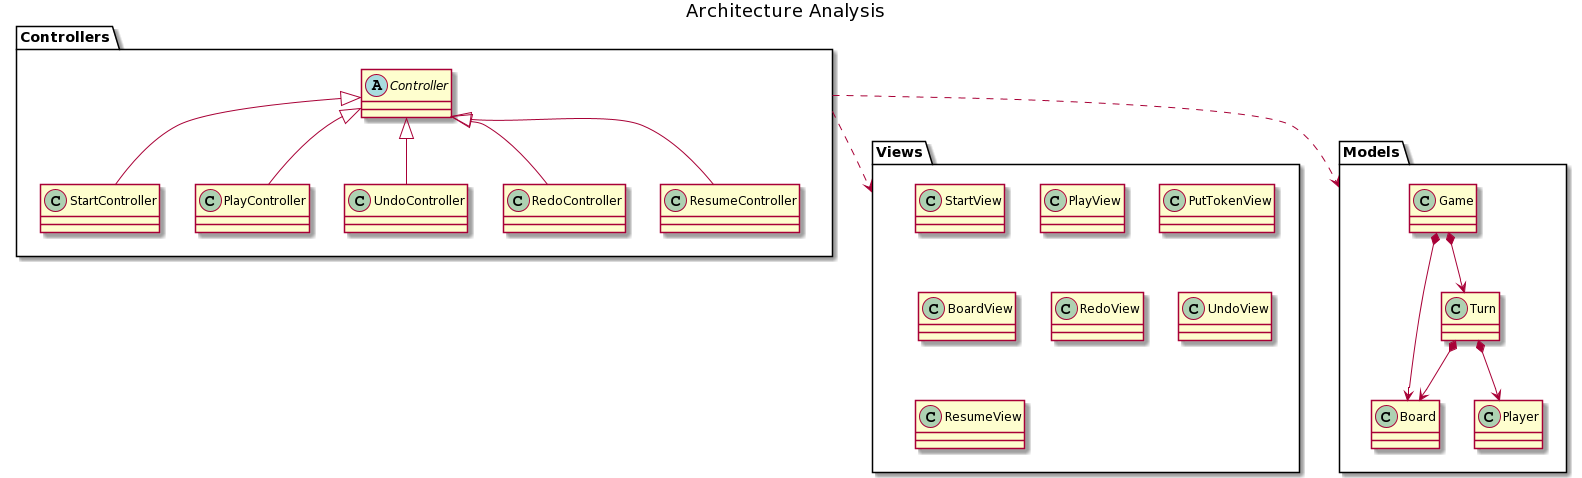 Architecture Analysis
Controllers
A Controller
C StartController
C PlayController
C UndoController
C RedoController
C ResumeController
Views
C StartView
C PlayView
C PutTokenView
C BoardView
C RedoView
C UndoView
C ResumeView
Models
C Game
C Turn
C Board
C Player